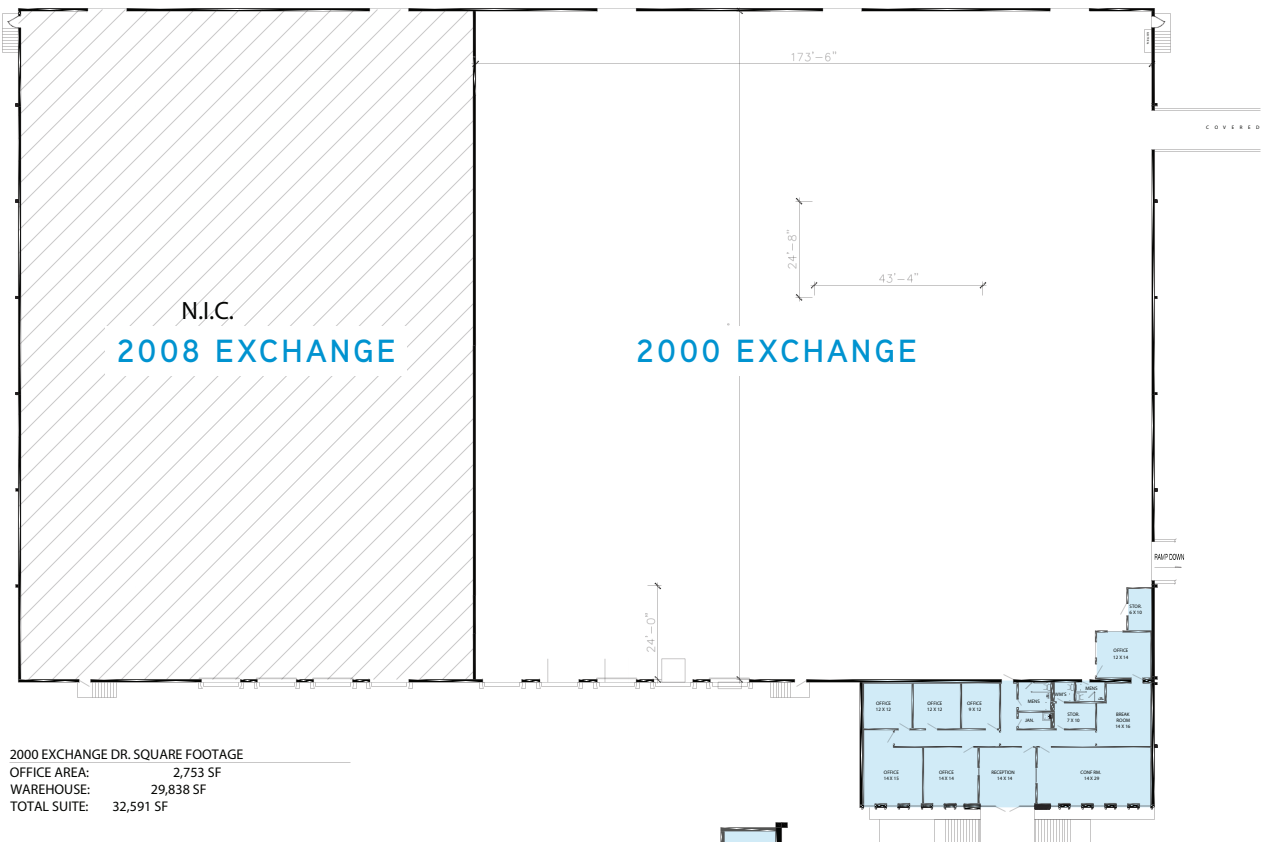 173'-6"
COVERED
24'-8"
43'-4"
N.I.C.
2008 EXCHANGE
2000 EXCHANGE
RAMP DOWN
24'-0"
STOR.
6 X 10
OFFICE
12 X 14
OFFICE
12 X 12
OFFICE
12 X 12
OFFICE
9 X 12
MENS
JAN.
WM'S
MENS
STOR.
7 X 10
BREAK
ROOM
14 X 16
OFFICE
14 X 15
OFFICE
14 X 14
RECEPTION
14 X 14
14 X 29
2000 EXCHANGE DR. SQUARE FOOTAGE
OFFICE AREA: 2,753 SF
WAREHOUSE: 29,838 SF
TOTAL SUITE: 32,591 SF